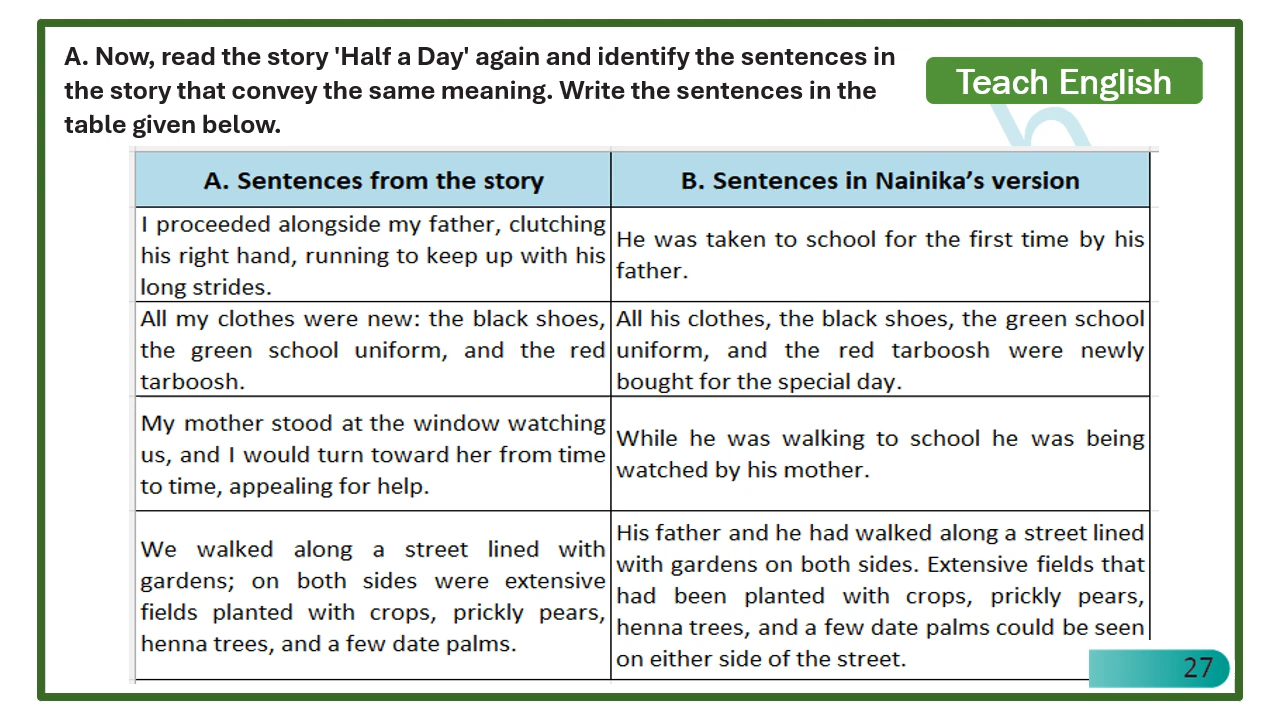 A. Now, read the story 'Half a Day' again and identify the sentences in
the story that convey the same meaning. Write the sentences in the
table given below.
Teach English
A. Sentences from the story
B. Sentences in Nainika’s version
I proceeded alongside my father, clutching
his right hand, running to keep up with his
long strides.
He was taken to school for the first time by his
father.
All my clothes were new: the black shoes,
the green school uniform, and the red
tarboosh.
All his clothes, the black shoes, the green school
uniform, and the red tarboosh were newly
bought for the special day.
My mother stood at the window watching
us, and I would turn toward her from time
to time, appealing for help.
While he was walking to school he was being
watched by his mother.
We walked along a street lined with
gardens; on both sides were extensive
fields planted with crops, prickly pears,
henna trees, and a few date palms.
His father and he had walked along a street lined
with gardens on both sides. Extensive fields that
had been planted with crops, prickly pears,
henna trees, and a few date palms could be seen
on either side of the street.
27